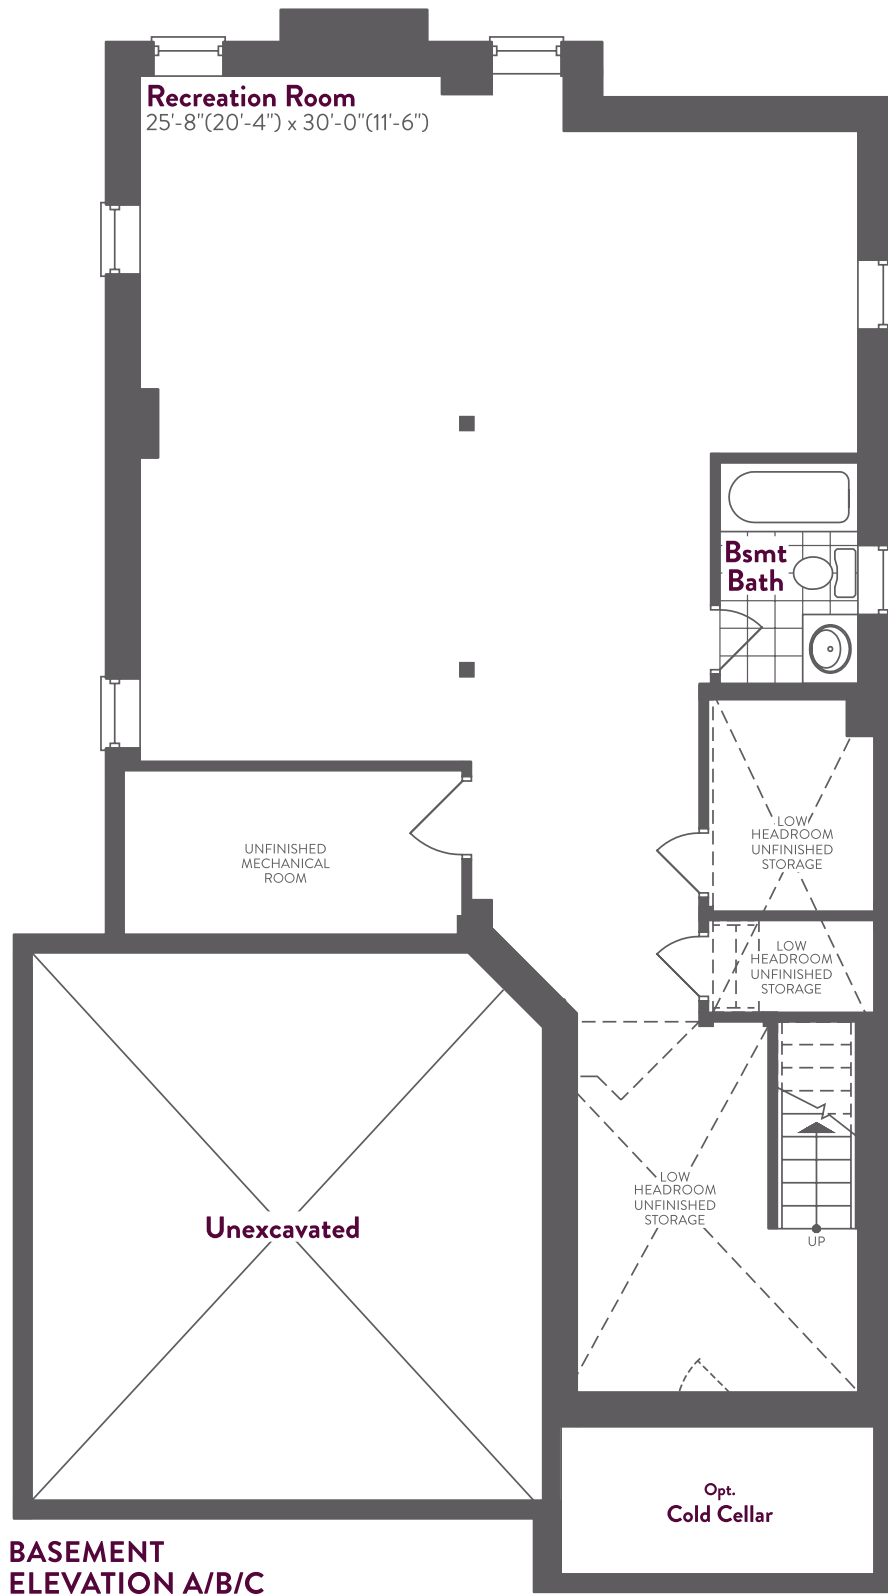 Recreation Room
25'-8"(20'-4") x 30'-0"(11'-6")
Bsmt
Bath
UNFINISHED
MECHANICAL
ROOM
LOW
HEADROOM
UNFINISHED
STORAGE
LOW
HEADROOM
UNFINISHED
STORAGE
LOW
HEADROOM
UNFINISHED
STORAGE
Unexcavated
UP
Opt.
Cold Cellar
BASEMENT
ELEVATION A/B/C